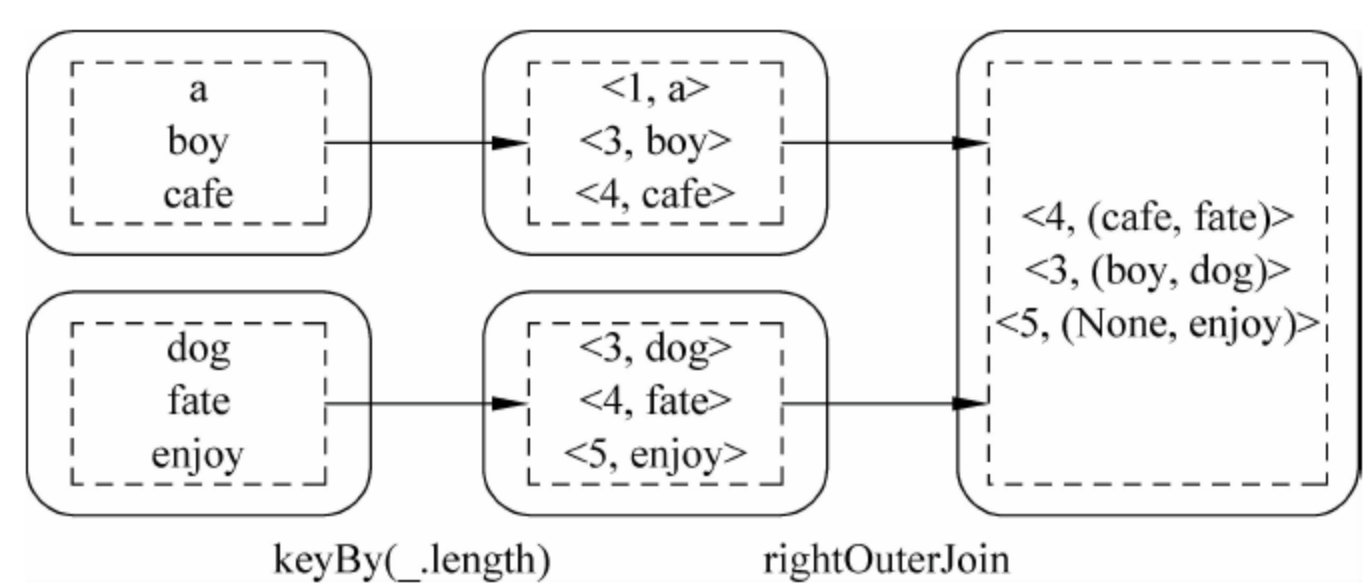 a
boy
cafe
<1, a>
<3, boy>
<4, cafe>
dog
fate
enjoy
<3, dog>
<4, fate>
<5, enjoy>
<4, (cafe, fate)>
<3, (boy, dog)>
<5, (None, enjoy)>
keyBy(_.length)
rightOuterJoin